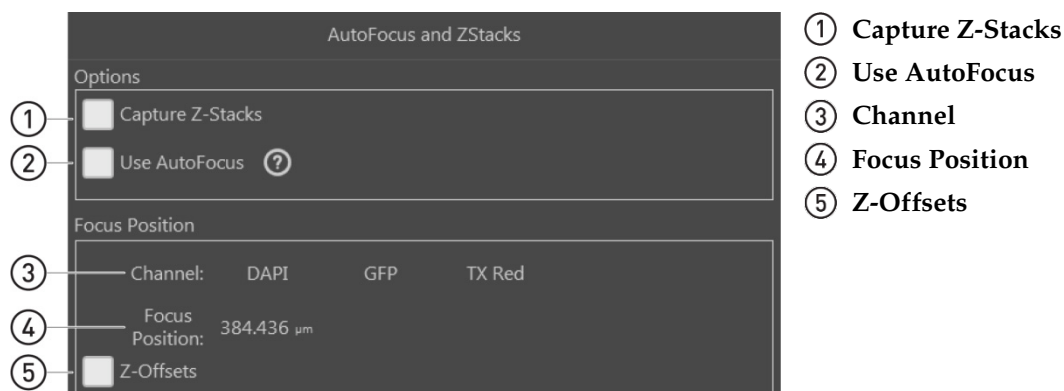 AutoFocus and ZStacks
Options
① Capture Z-Stacks
② Use AutoFocus ?
Focus Position
③ Channel: DAPI GFP TX Red
④ Focus Position: 384.436 µm
⑤ Z-Offsets
① Capture Z-Stacks
② Use AutoFocus
③ Channel
④ Focus Position
⑤ Z-Offsets